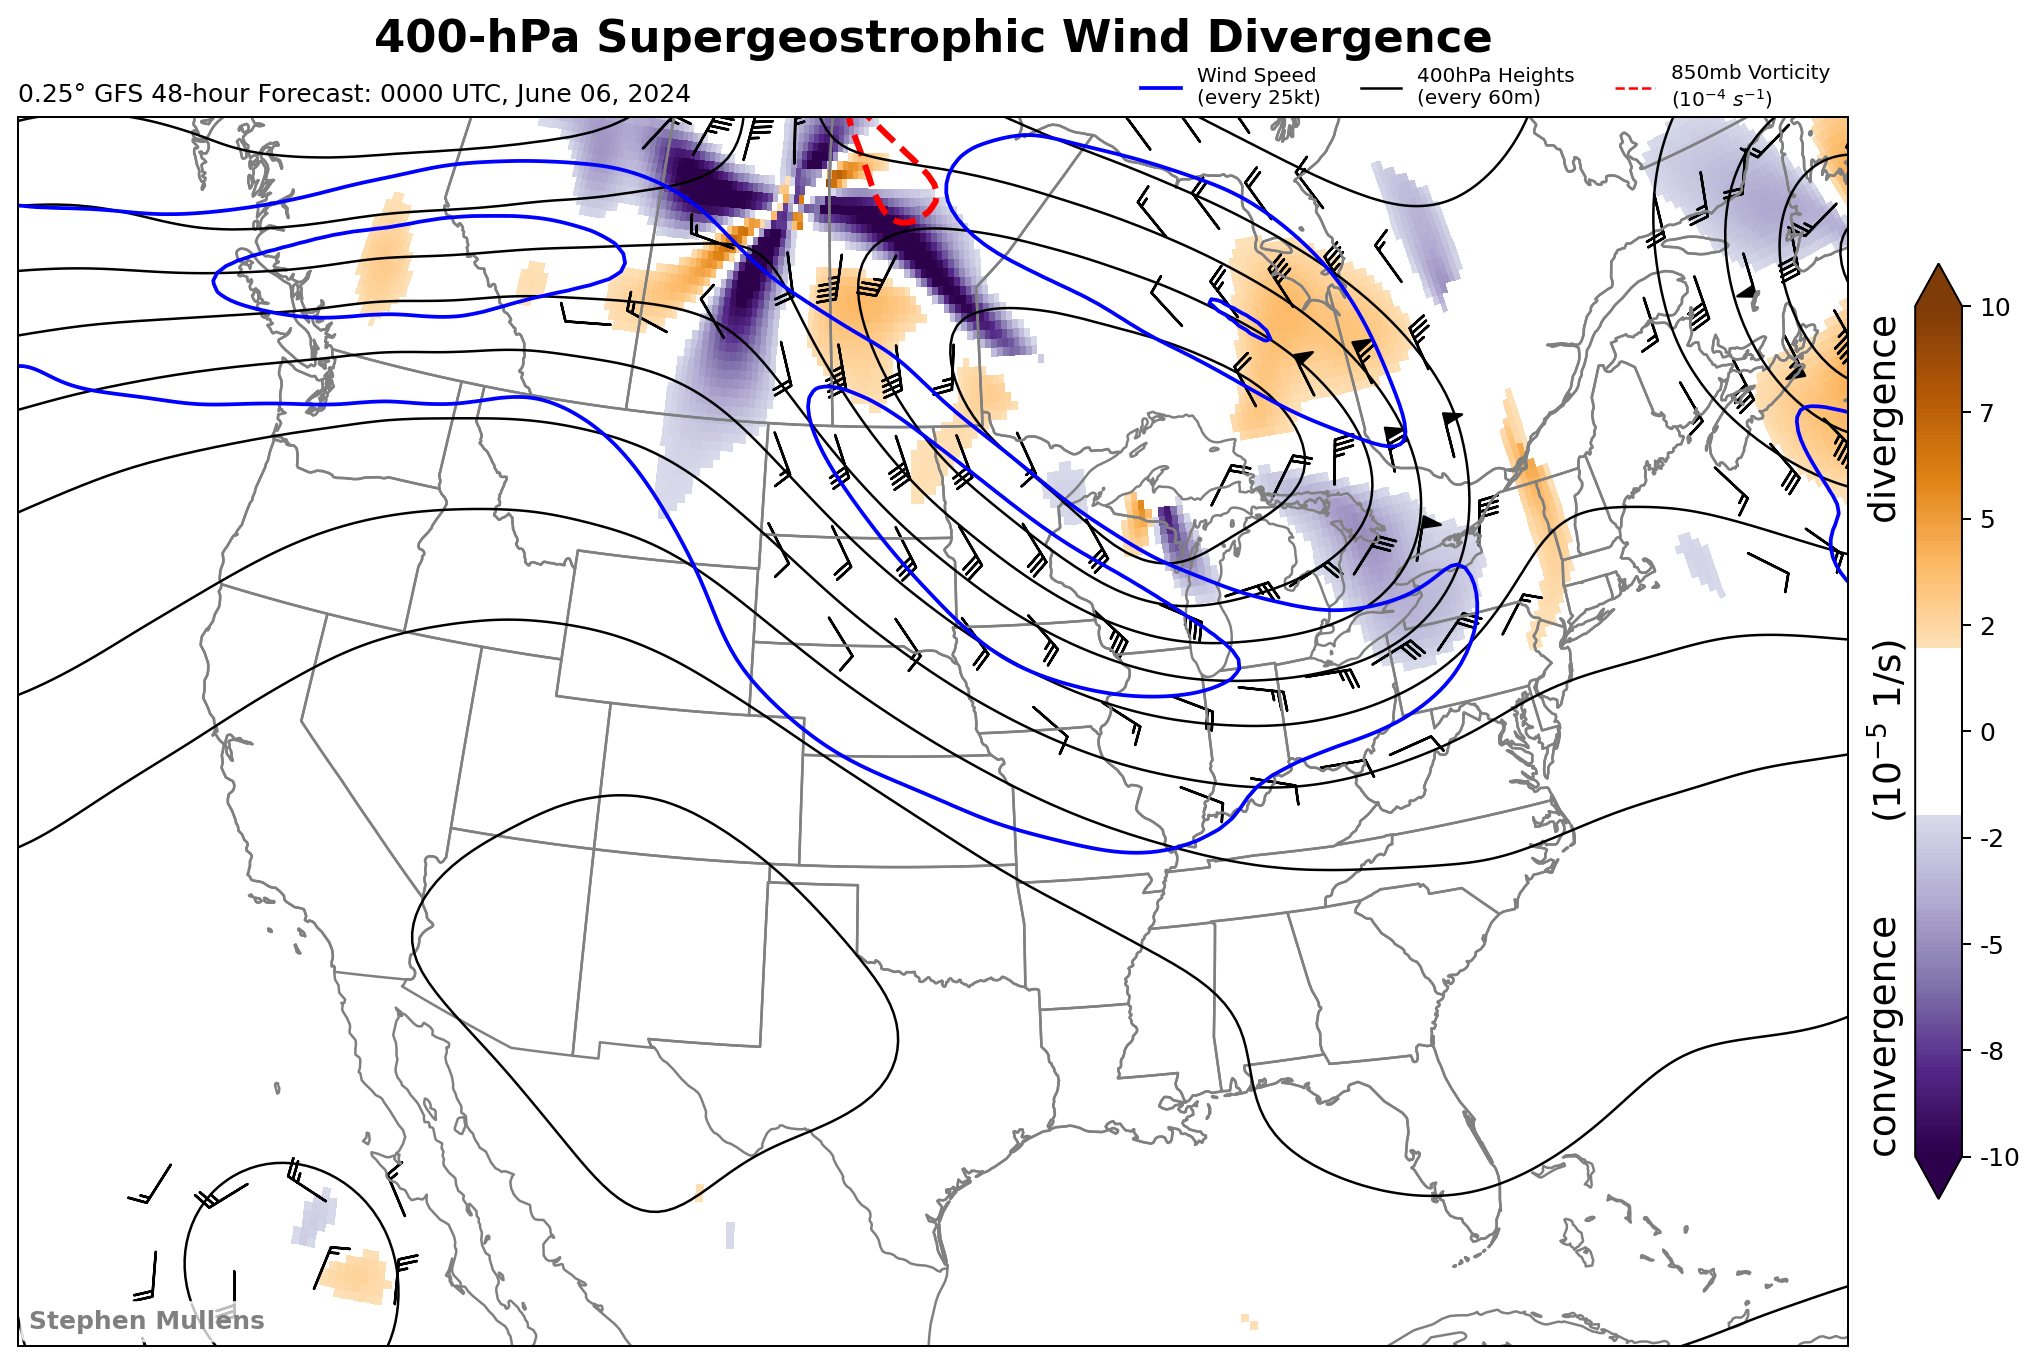 400-hPa Supergeostrophic Wind Divergence
0.25° GFS 48-hour Forecast: 0000 UTC, June 06, 2024
Wind Speed
(every 25kt)
400hPa Heights
(every 60m)
850mb Vorticity
(10⁻⁴ s⁻¹)
10
7
5
2
0
-2
-5
-8
-10
convergence (10⁻⁵ 1/s) divergence
Stephen Mullens